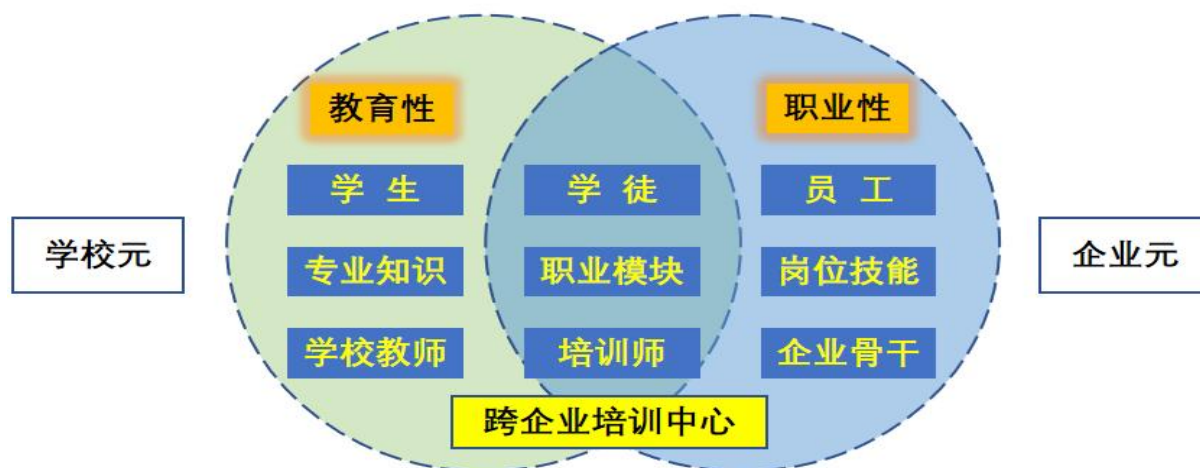 教育性
职业性
学生
学徒
员工
学校元
企业元
专业知识
职业模块
岗位技能
学校教师
培训师
企业骨干
跨企业培训中心